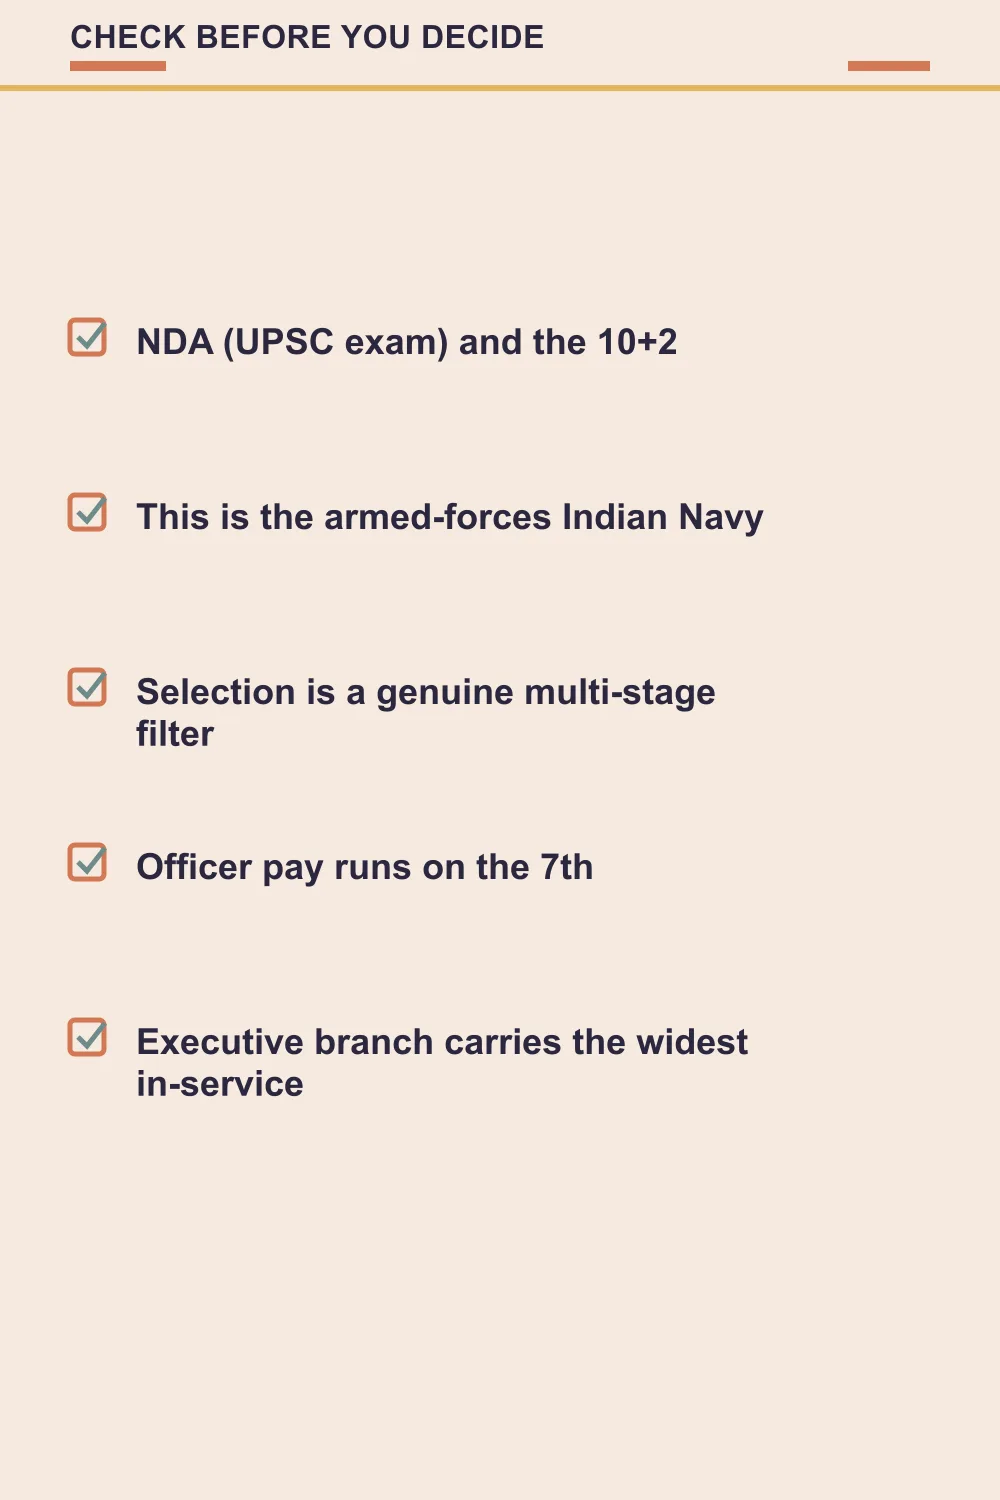 CHECK BEFORE YOU DECIDE
NDA (UPSC exam) and the 10+2
This is the armed-forces Indian Navy
Selection is a genuine multi-stage
filter
Officer pay runs on the 7th
Executive branch carries the widest
in-service